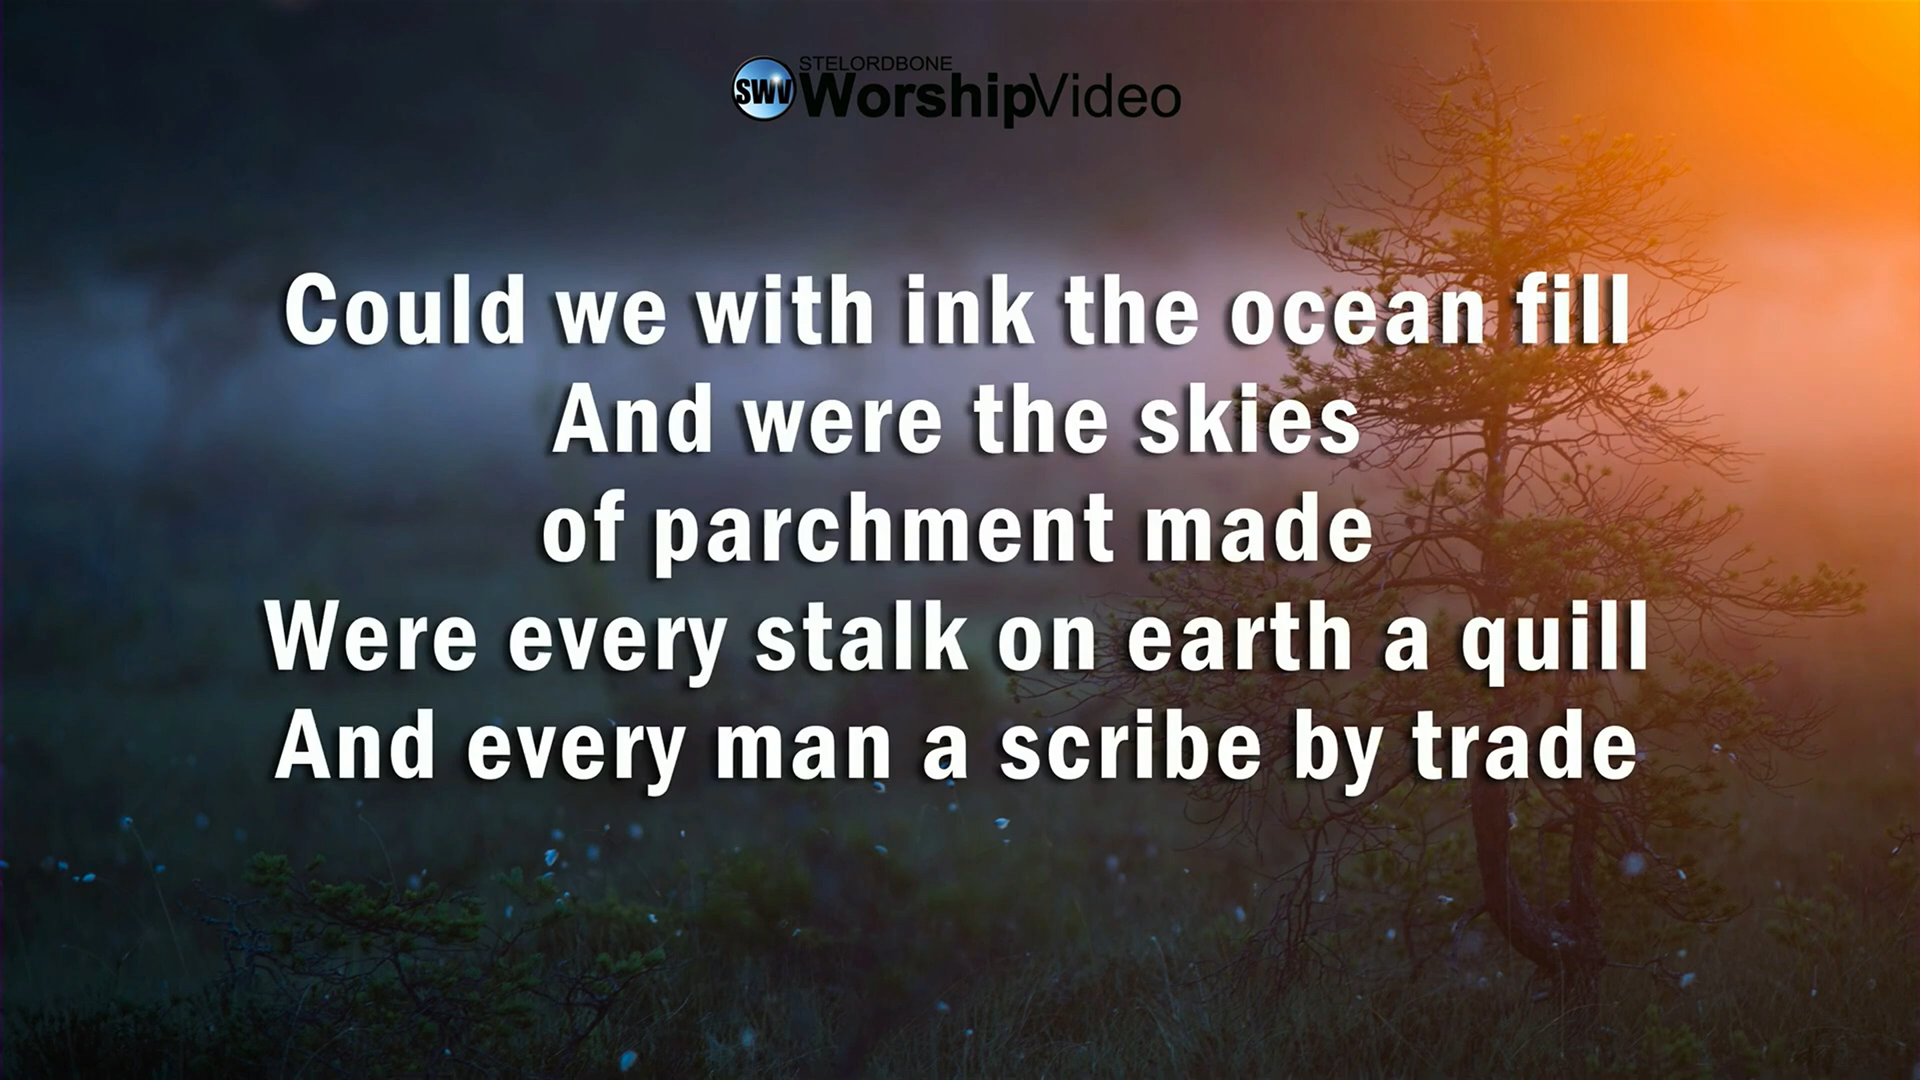 STELORDBONE
SWV WorshipVideo
Could we with ink the ocean fill
And were the skies
of parchment made
Were every stalk on earth a quill
And every man a scribe by trade